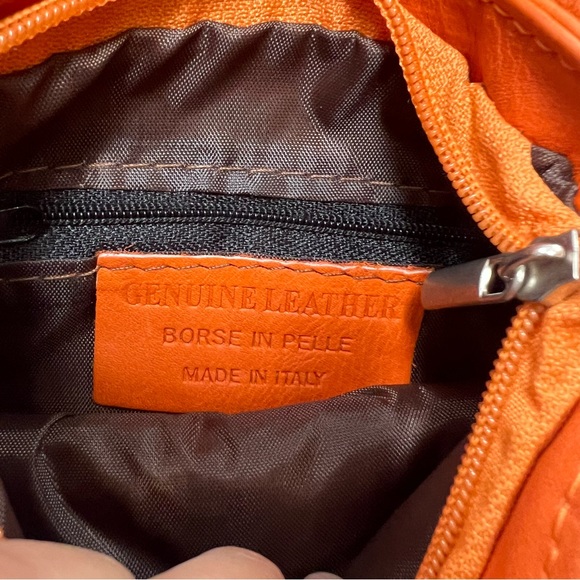 GENUINE LEATHER
BORSE IN PELLE
MADE IN ITALY